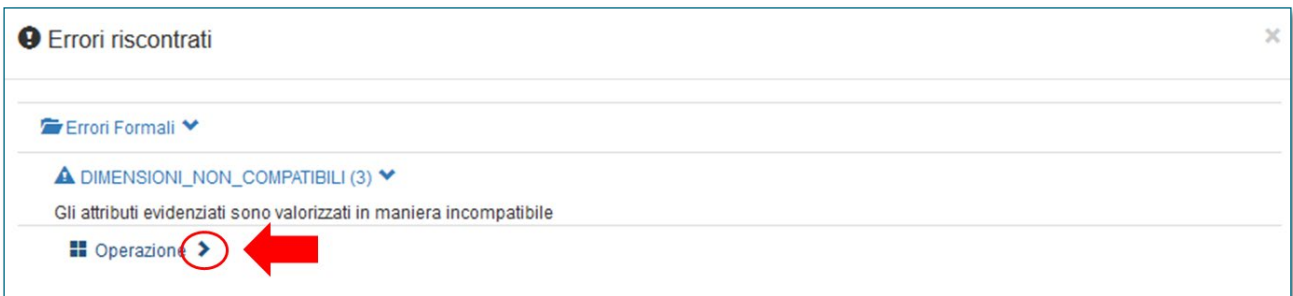 Errori riscontrati
Errori Formali
DIMENSIONI_NON_COMPATIBILI (3)
Gli attributi evidenziati sono valorizzati in maniera incompatibile
Operazione